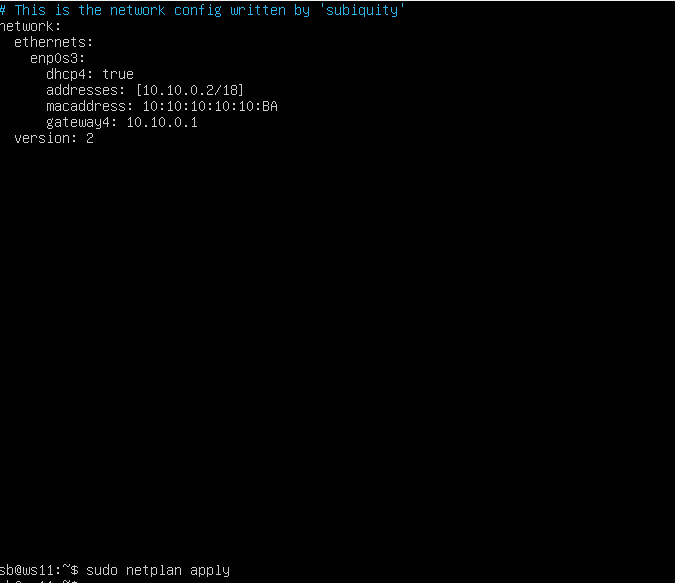 # This is the network config written by 'subiquity'
network:
  ethernets:
    enp0s3:
      dhcp4: true
      addresses: [10.10.0.2/18]
      macaddress: 10:10:10:10:10:BA
      gateway4: 10.10.0.1
  version: 2
sb@ws11:~$ sudo netplan apply
sb@ws11:~$